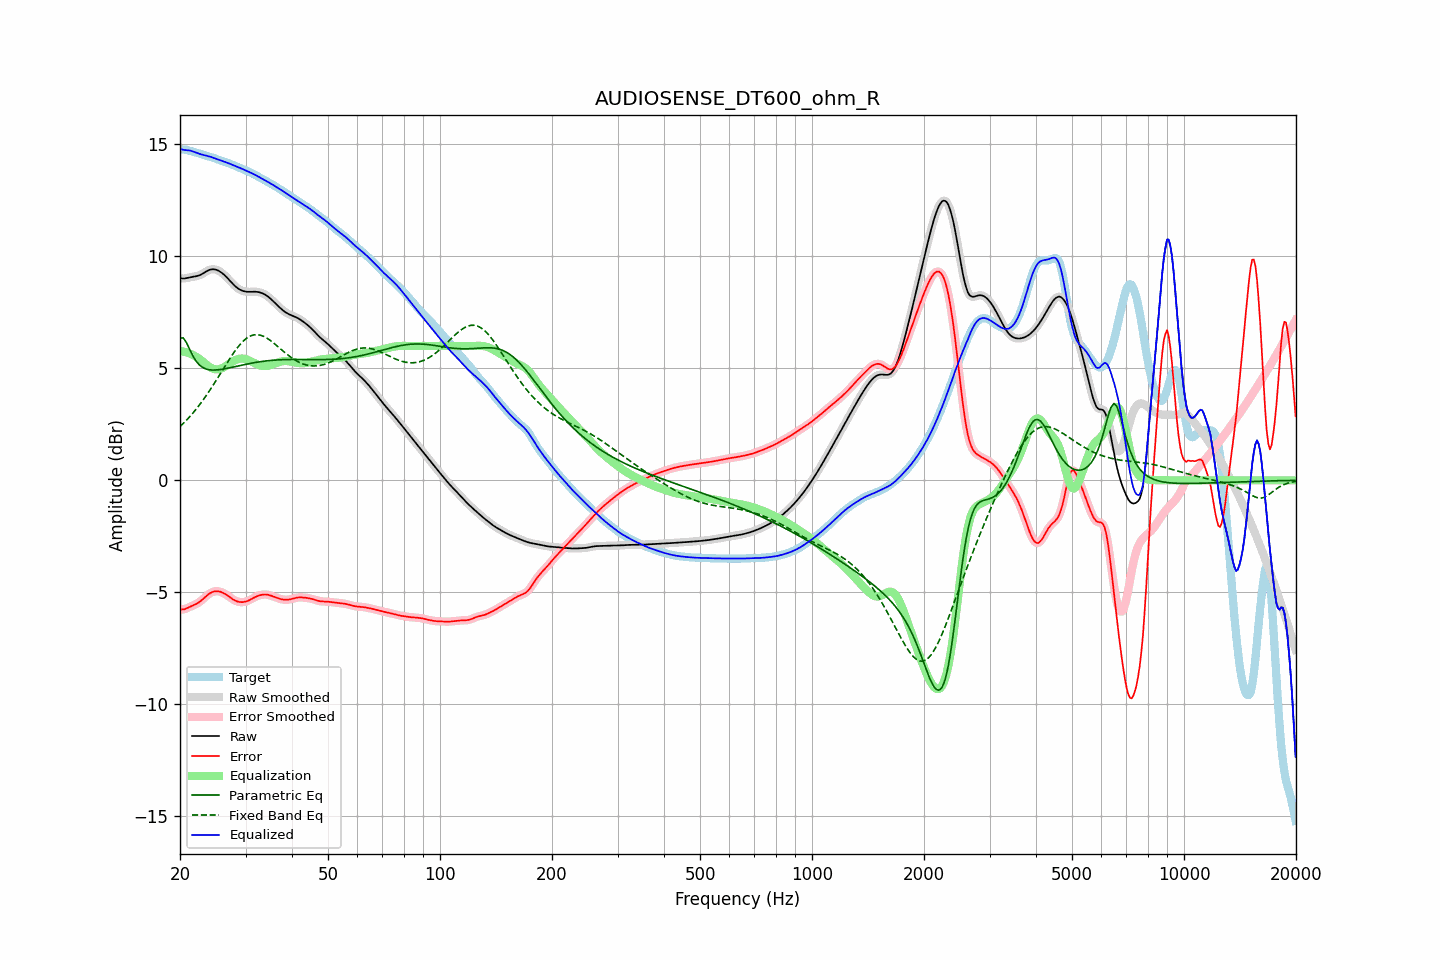 AUDIOSENSE_DT600_ohm_R
15
10
5
0
−5
−10
−15
Amplitude (dBr)
Target
Raw Smoothed
Error Smoothed
Raw
Error
Equalization
Parametric Eq
Fixed Band Eq
Equalized
20 50 100 200 500 1000 2000 5000 10000 20000
Frequency (Hz)